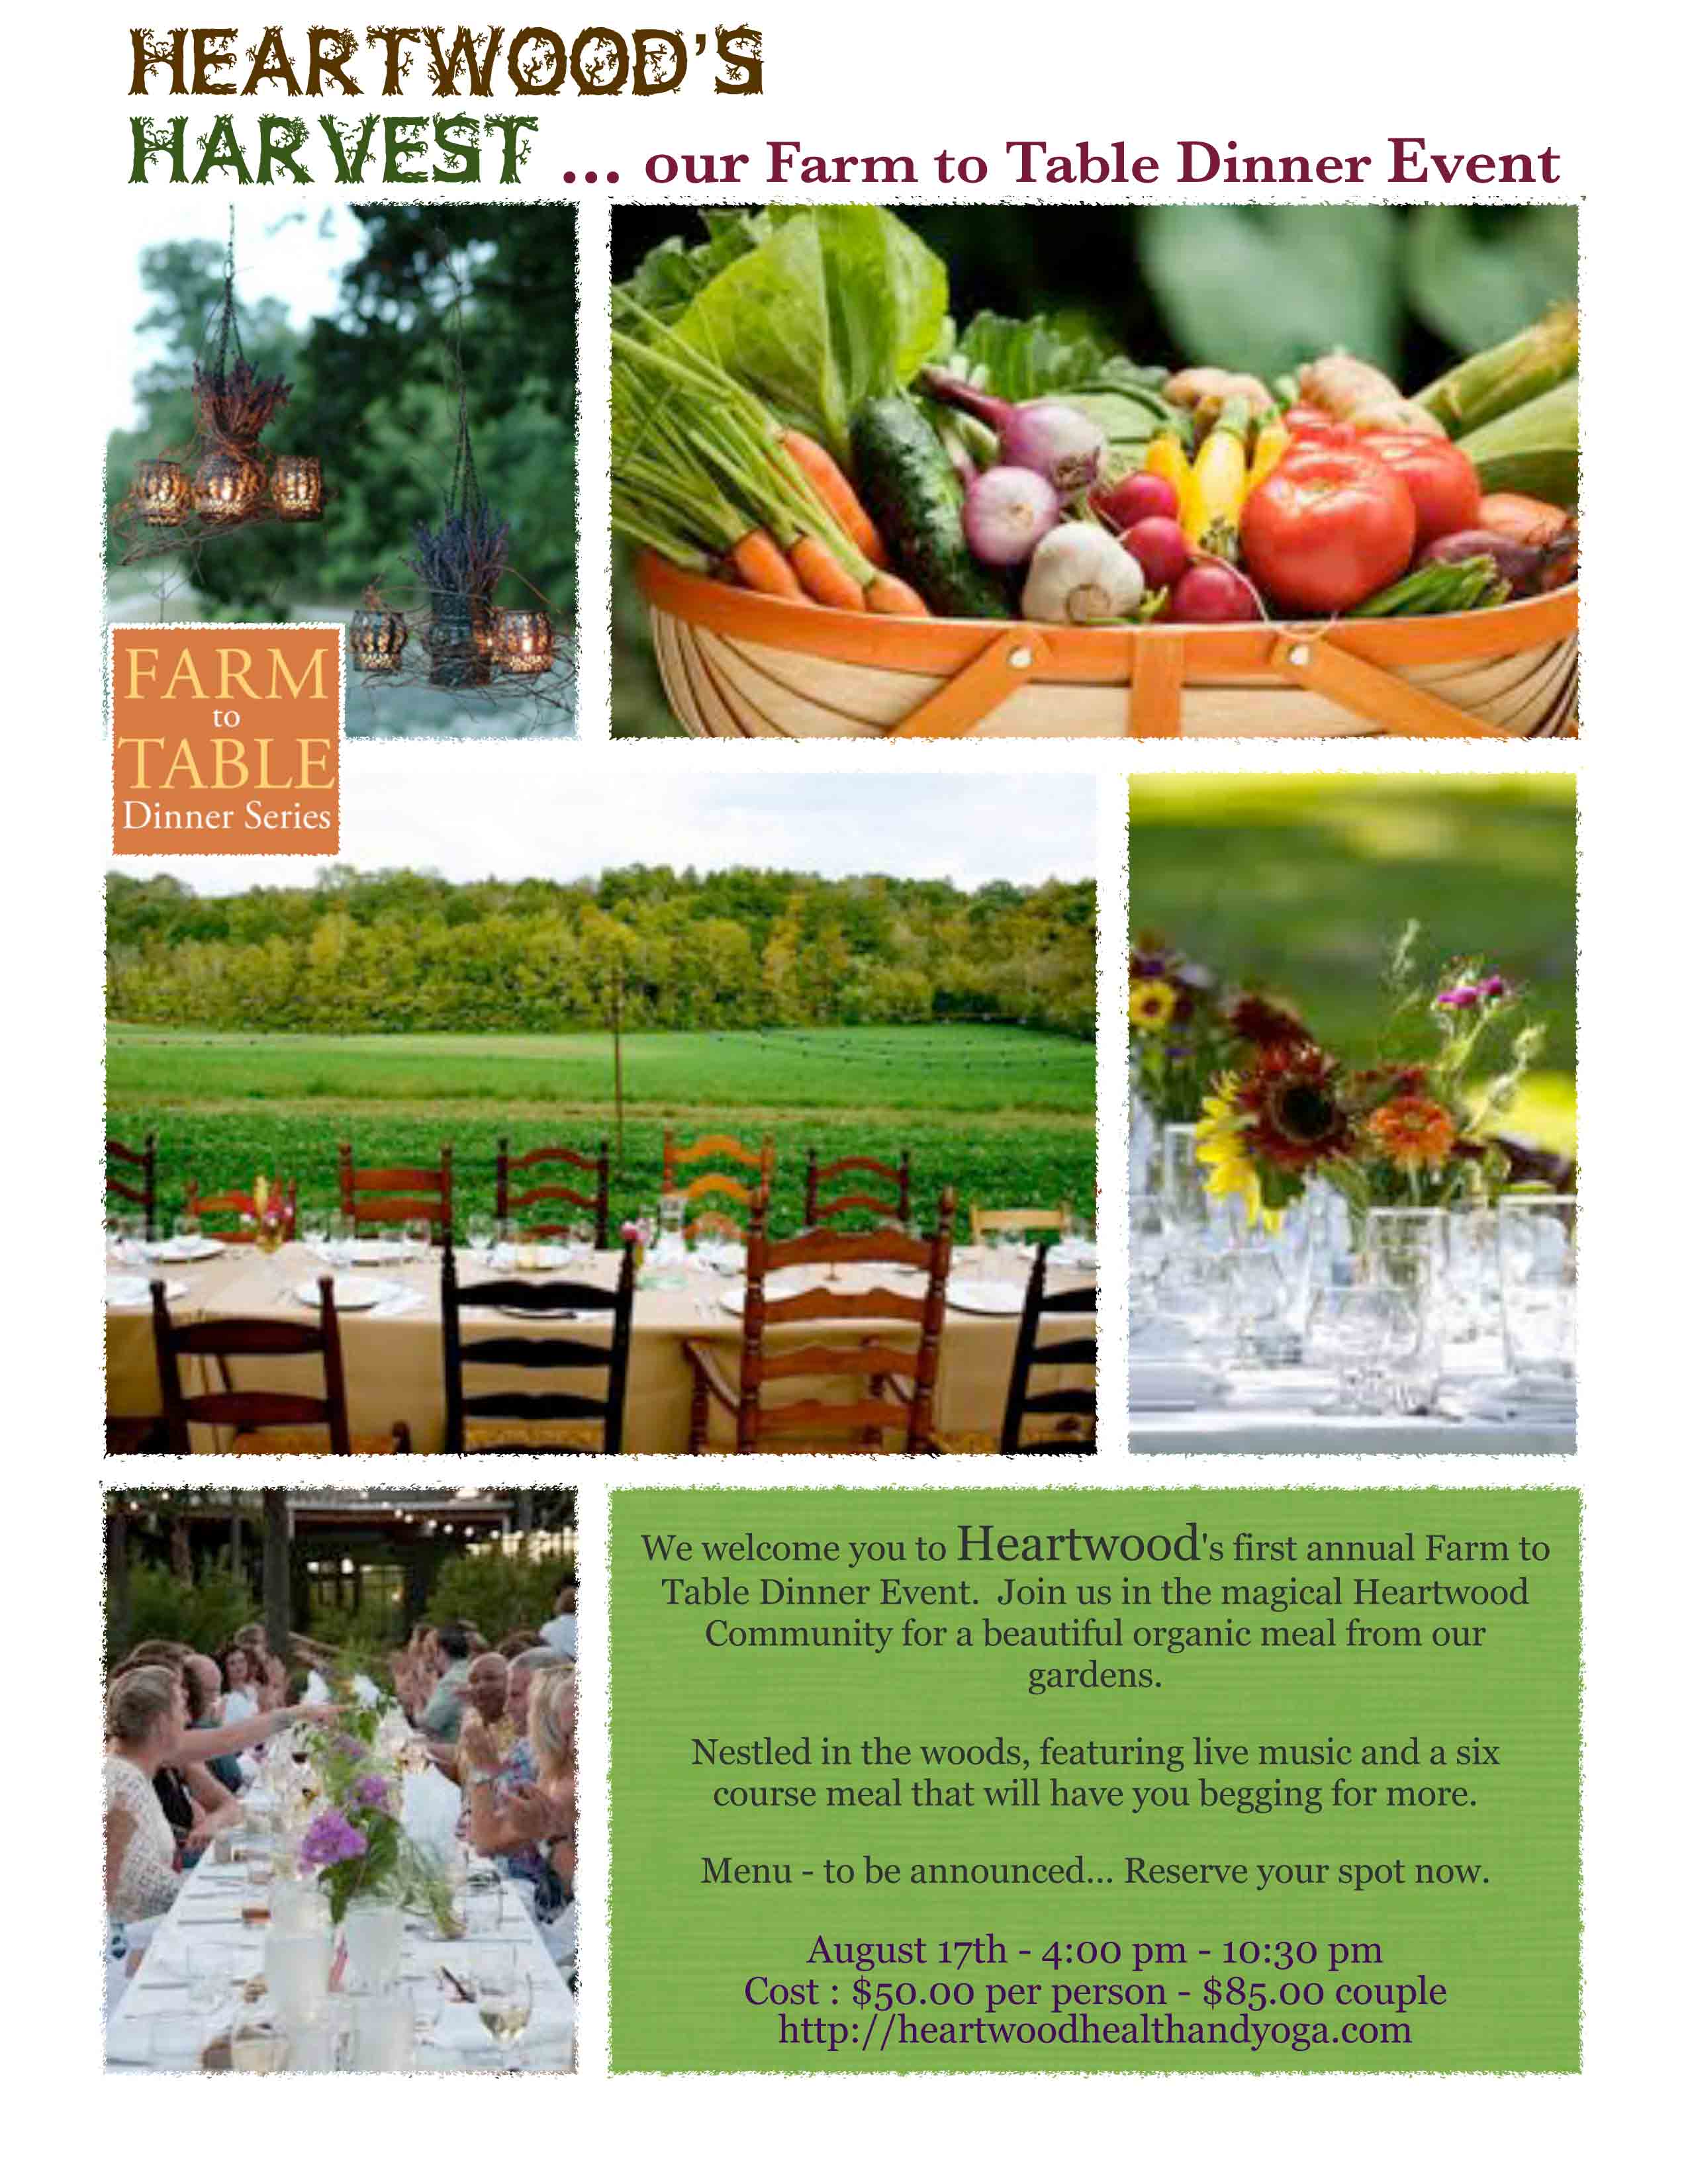 HEARTWOOD'S
HARVEST ... our Farm to Table Dinner Event
FARM
to
TABLE
Dinner Series
We welcome you to Heartwood's first annual Farm to
Table Dinner Event. Join us in the magical Heartwood
Community for a beautiful organic meal from our
gardens.
Nestled in the woods, featuring live music and a six
course meal that will have you begging for more.
Menu - to be announced... Reserve your spot now.
August 17th - 4:00 pm - 10:30 pm
Cost : $50.00 per person - $85.00 couple
http://heartwoodhealthandyoga.com